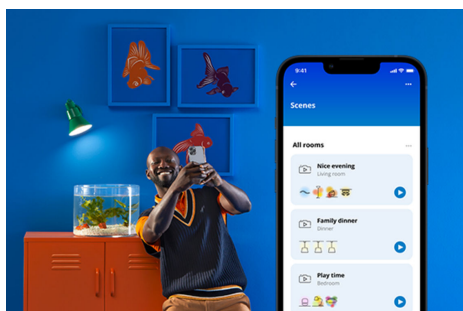 9:41
Scenes
All rooms
Nice evening
Living room
Family dinner
Dinner
Play time
Bedroom